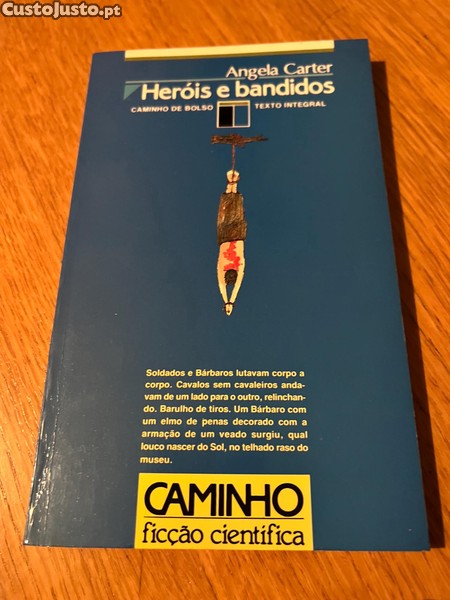 CustoJusto.pt
Angela Carter
Heróis e bandidos
CAMINHO DE BOLSO TEXTO INTEGRAL
Soldados e Bárbaros lutavam corpo a
corpo. Cavalos sem cavaleiros anda-
vam de um lado para o outro, relinchan-
do. Barulho de tiros. Um Bárbaro com
um elmo de penas decorado com a
armação de um veado surgiu, qual
louco nascer do Sol, no telhado raso do
museu.
CAMINHO
ficção científica